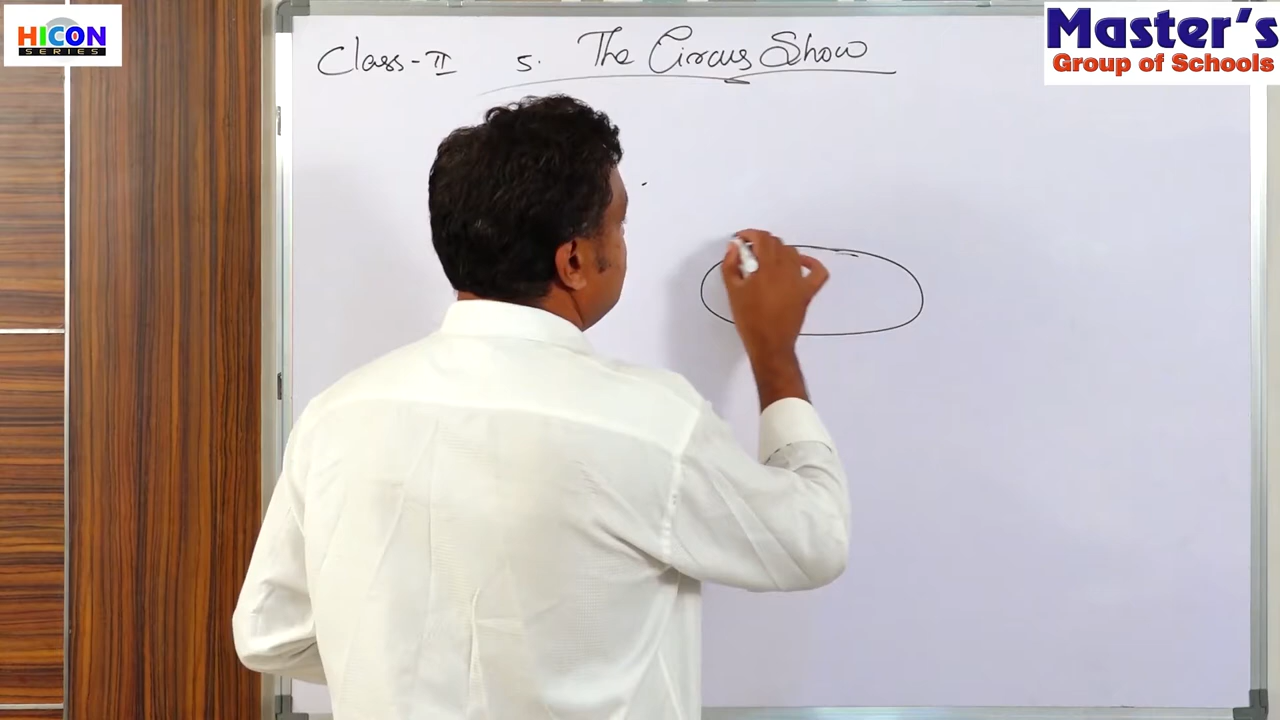 HICON
SERIES
Class-II 5. The Circus Show
Master's
Group of Schools